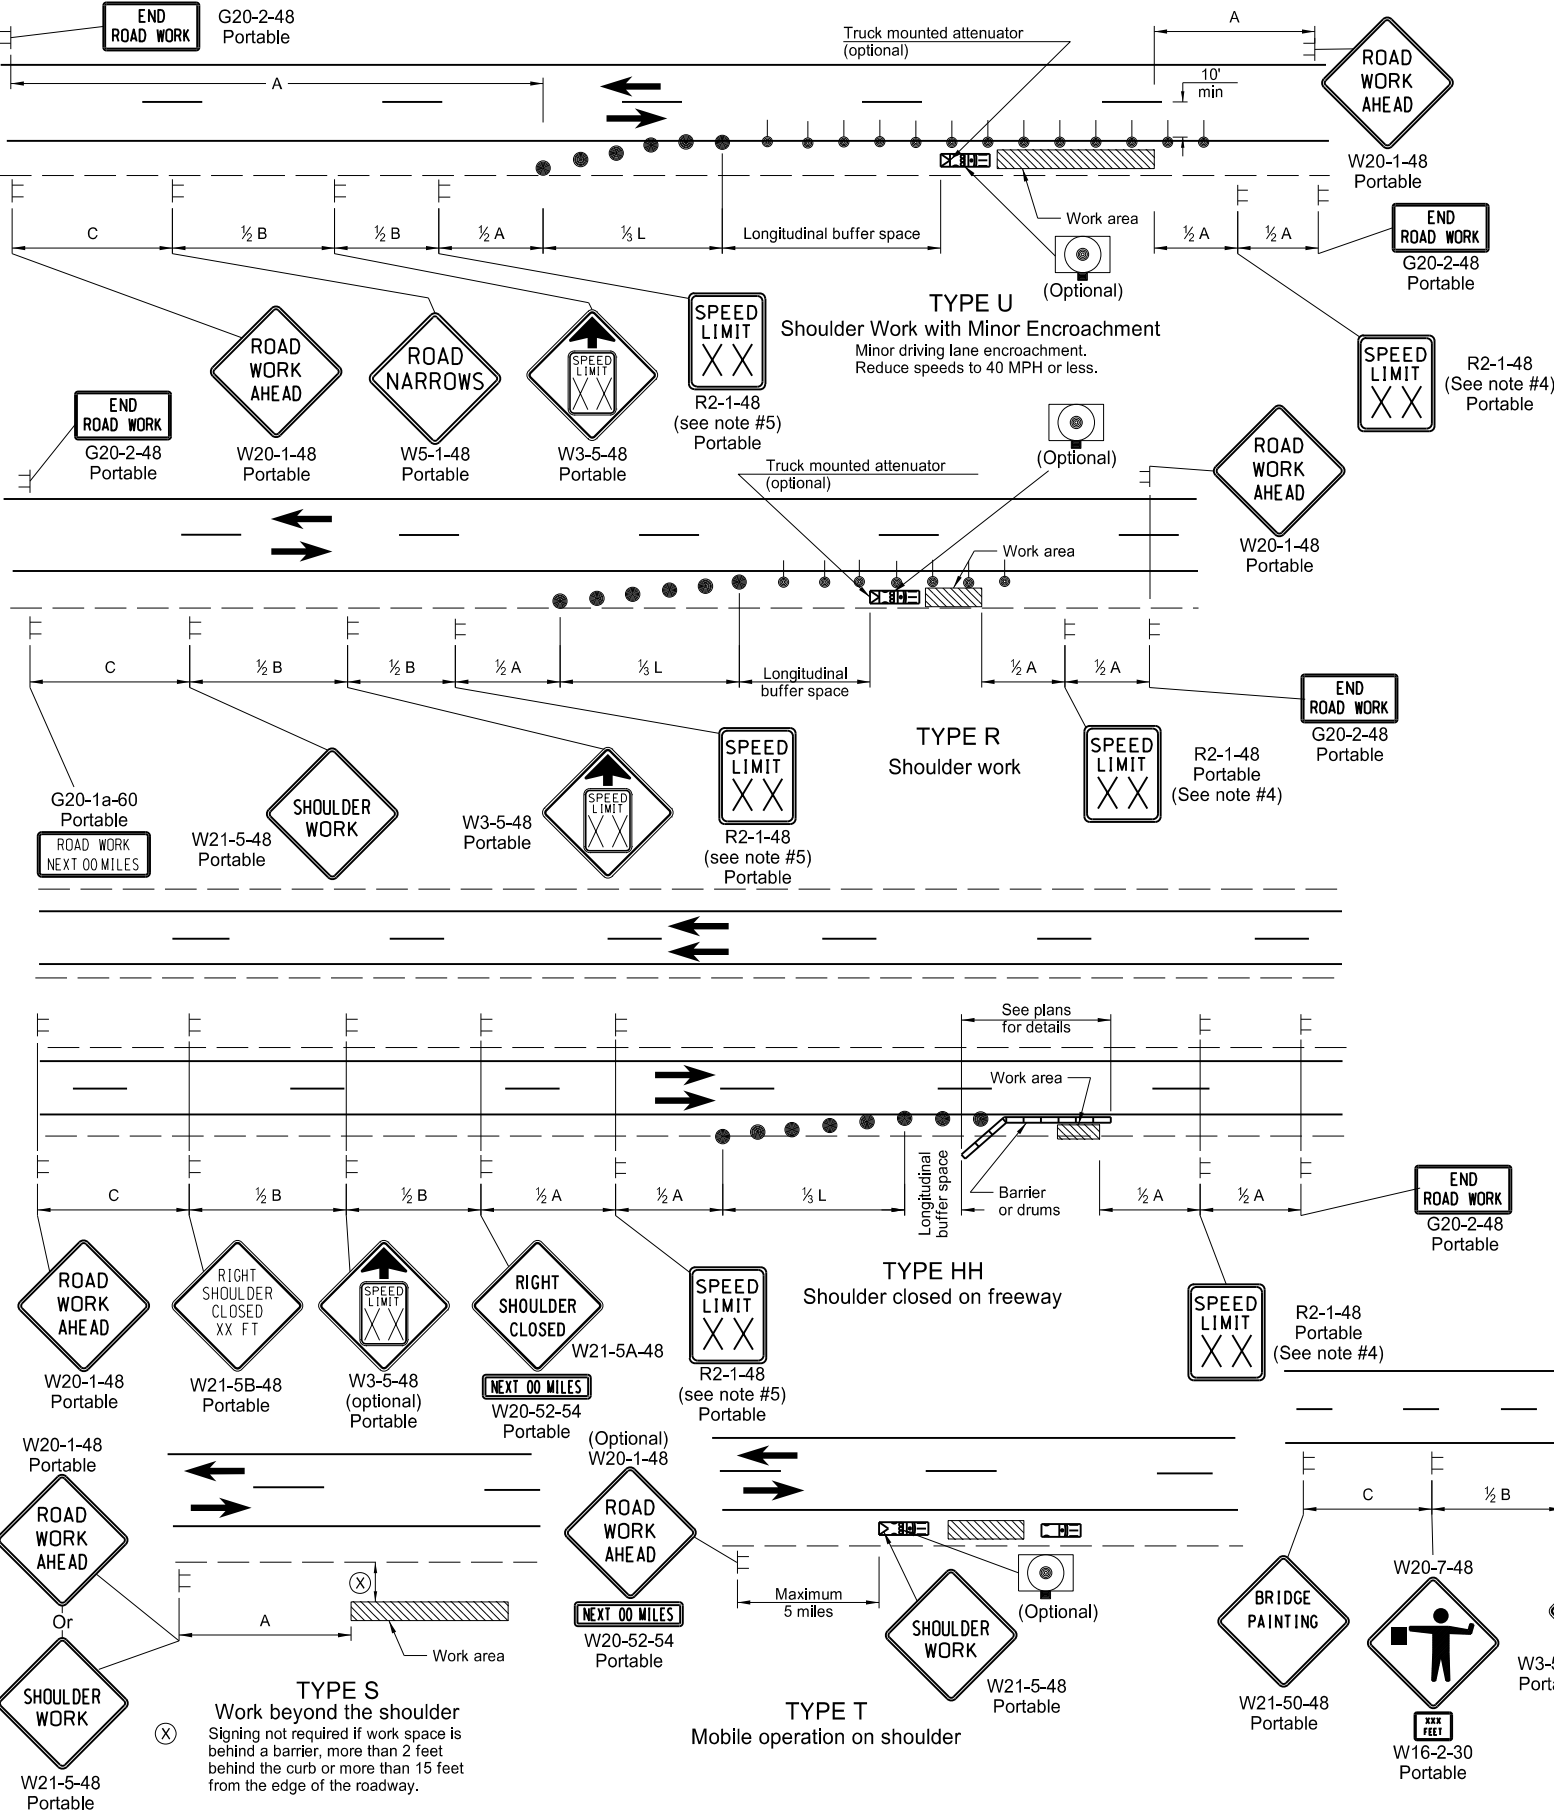 END
ROAD WORK
G20-2-48
Portable
A
Truck mounted attenuator
(optional)
A
10'
min
ROAD
WORK
AHEAD
W20-1-48
Portable
C
½ B
½ B
½ A
⅓ L
Longitudinal buffer space
Work area
½ A
½ A
END
ROAD WORK
G20-2-48
Portable
(Optional)
TYPE U
Shoulder Work with Minor Encroachment
Minor driving lane encroachment.
Reduce speeds to 40 MPH or less.
ROAD
WORK
AHEAD
W20-1-48
Portable
ROAD
NARROWS
W5-1-48
Portable
SPEED
LIMIT
XX
W3-5-48
Portable
SPEED
LIMIT
XX
R2-1-48
(see note #5)
Portable
SPEED
LIMIT
XX
R2-1-48
(See note #4)
Portable
END
ROAD WORK
G20-2-48
Portable
Truck mounted attenuator
(optional)
(Optional)
ROAD
WORK
AHEAD
W20-1-48
Portable
Work area
C
½ B
½ B
½ A
⅓ L
Longitudinal
buffer space
½ A
½ A
END
ROAD WORK
G20-2-48
Portable
TYPE R
Shoulder work
G20-1a-60
Portable
ROAD WORK
NEXT 00 MILES
SHOULDER
WORK
W21-5-48
Portable
SPEED
LIMIT
XX
W3-5-48
Portable
SPEED
LIMIT
XX
R2-1-48
(see note #5)
Portable
SPEED
LIMIT
XX
R2-1-48
Portable
(See note #4)
See plans
for details
Work area
C
½ B
½ B
½ A
½ A
⅓ L
Longitudinal
buffer space
Barrier
or drums
½ A
½ A
END
ROAD WORK
G20-2-48
Portable
TYPE HH
Shoulder closed on freeway
ROAD
WORK
AHEAD
W20-1-48
Portable
RIGHT
SHOULDER
CLOSED
XX FT
W21-5B-48
Portable
SPEED
LIMIT
XX
W3-5-48
(optional)
Portable
RIGHT
SHOULDER
CLOSED
W21-5A-48
NEXT 00 MILES
W20-52-54
Portable
SPEED
LIMIT
XX
R2-1-48
(see note #5)
Portable
SPEED
LIMIT
XX
R2-1-48
Portable
(See note #4)
W20-1-48
Portable
ROAD
WORK
AHEAD
Or
SHOULDER
WORK
W21-5-48
Portable
X
A
Work area
TYPE S
Work beyond the shoulder
X
Signing not required if work space is
behind a barrier, more than 2 feet
behind the curb or more than 15 feet
from the edge of the roadway.
(Optional)
W20-1-48
ROAD
WORK
AHEAD
NEXT 00 MILES
W20-52-54
Portable
Maximum
5 miles
(Optional)
SHOULDER
WORK
W21-5-48
Portable
TYPE T
Mobile operation on shoulder
C
½ B
BRIDGE
PAINTING
W21-50-48
Portable
W20-7-48
XXX
FEET
W16-2-30
Portable